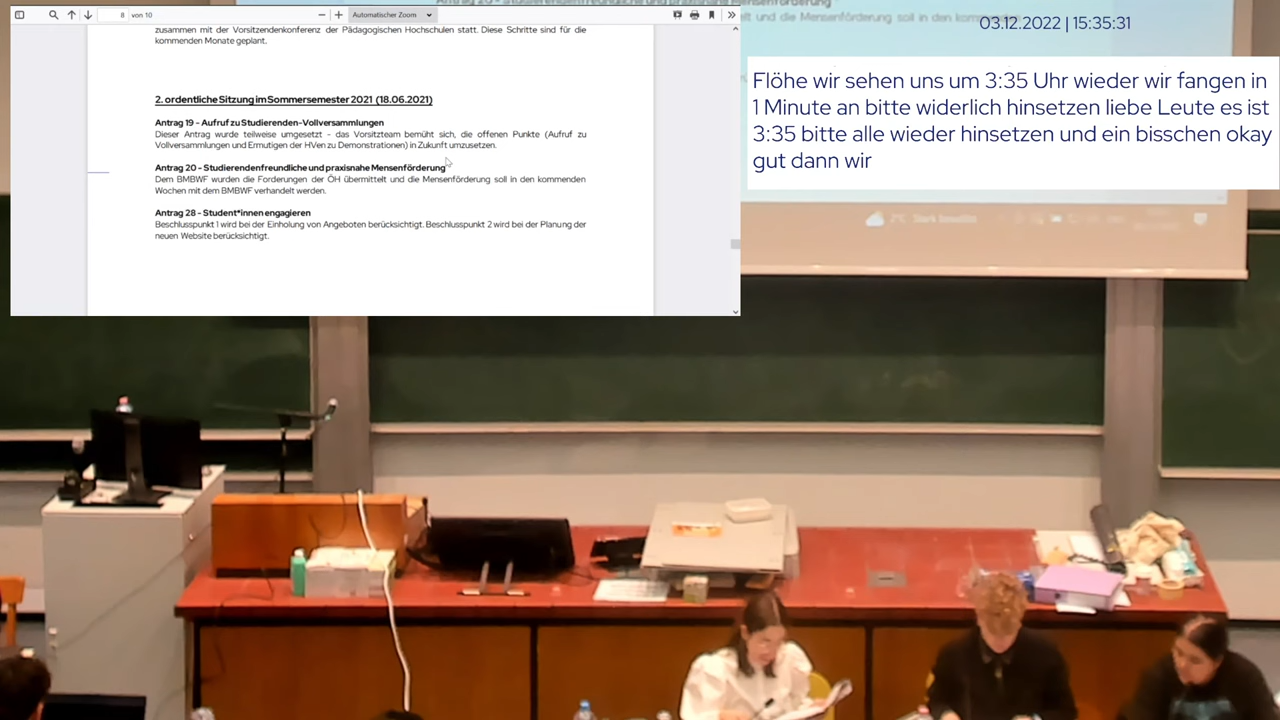 8 von 10
Automatischer Zoom
zusammen mit der Vorsitzendenkonferenz der Pädagogischen Hochschulen statt. Diese Schritte sind für die
kommenden Monate geplant.
2. ordentliche Sitzung im Sommersemester 2021 (18.06.2021)
Antrag 19 - Aufruf zu Studierenden-Vollversammlungen
Dieser Antrag wurde teilweise umgesetzt - das Vorsitzteam bemüht sich, die offenen Punkte (Aufruf zu
Vollversammlungen und Ermutigen der HVen zu Demonstrationen) in Zukunft umzusetzen.
Antrag 20 - Studierendenfreundliche und praxisnahe Mensenförderung
Dem BMBWF wurden die Forderungen der ÖH übermittelt und die Mensenförderung soll in den kommenden
Wochen mit dem BMBWF verhandelt werden.
Antrag 28 - Student*innen engagieren
Beschlusspunkt 1 wird bei der Einholung von Angeboten berücksichtigt. Beschlusspunkt 2 wird bei der Planung der
neuen Website berücksichtigt.
03.12.2022 | 15:35:31
Flöhe wir sehen uns um 3:35 Uhr wieder wir fangen in
1 Minute an bitte widerlich hinsetzen liebe Leute es ist
3:35 bitte alle wieder hinsetzen und ein bisschen okay
gut dann wir
2°C